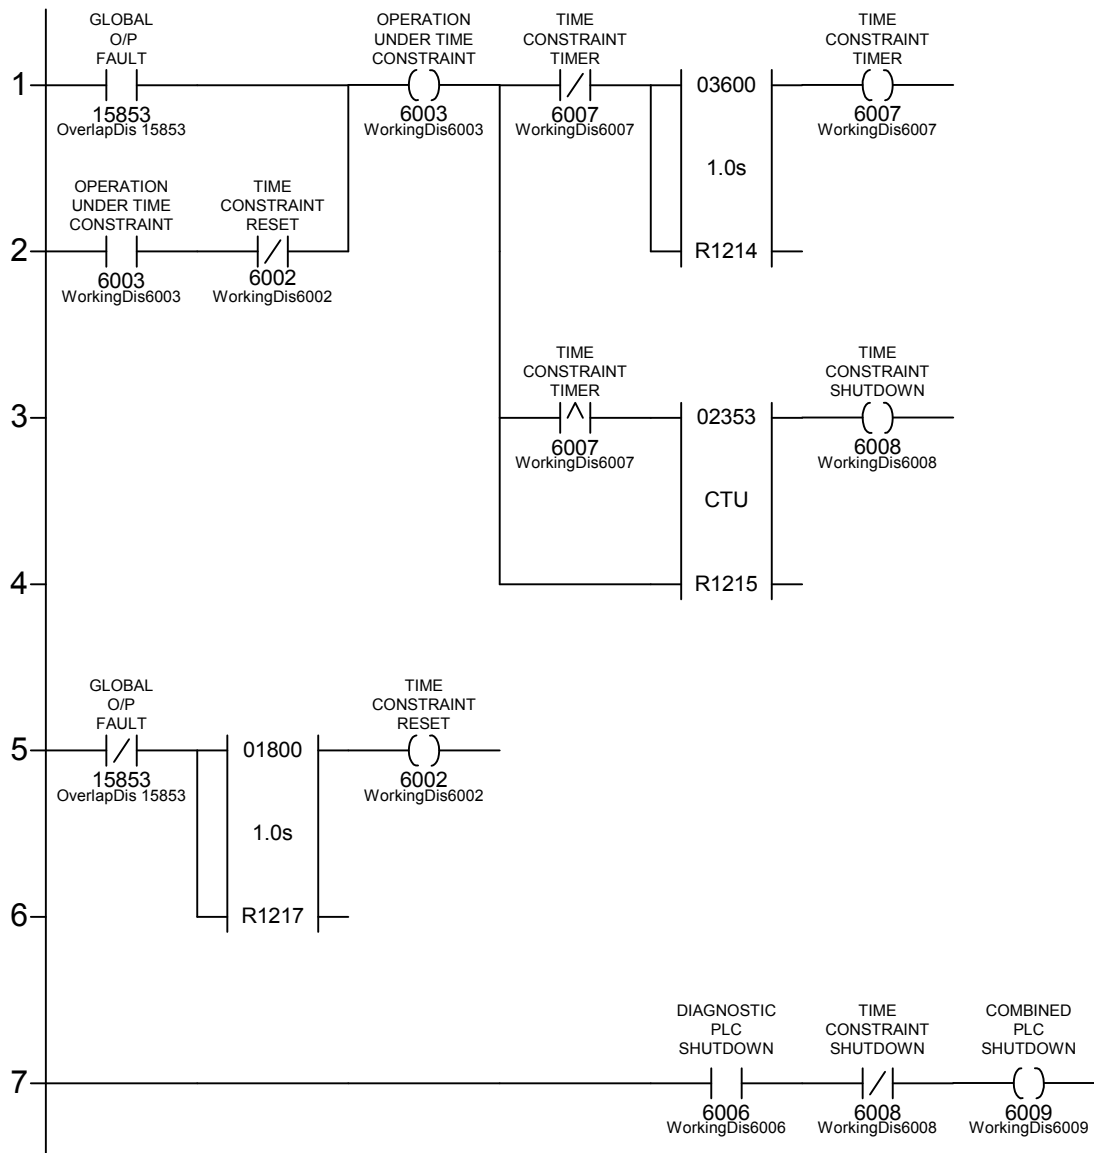 GLOBAL
O/P
FAULT
OPERATION
UNDER TIME
CONSTRAINT
TIME
CONSTRAINT
TIMER
TIME
CONSTRAINT
TIMER
1
15853
OverlapDis 15853
6003
WorkingDis6003
6007
WorkingDis6007
03600
1.0s
R1214
6007
WorkingDis6007
OPERATION
UNDER TIME
CONSTRAINT
TIME
CONSTRAINT
RESET
2
6003
WorkingDis6003
6002
WorkingDis6002
TIME
CONSTRAINT
TIMER
TIME
CONSTRAINT
SHUTDOWN
3
6007
WorkingDis6007
02353
CTU
R1215
6008
WorkingDis6008
4
GLOBAL
O/P
FAULT
TIME
CONSTRAINT
RESET
5
15853
OverlapDis 15853
01800
1.0s
R1217
6002
WorkingDis6002
6
DIAGNOSTIC
PLC
SHUTDOWN
TIME
CONSTRAINT
SHUTDOWN
COMBINED
PLC
SHUTDOWN
7
6006
WorkingDis6006
6008
WorkingDis6008
6009
WorkingDis6009